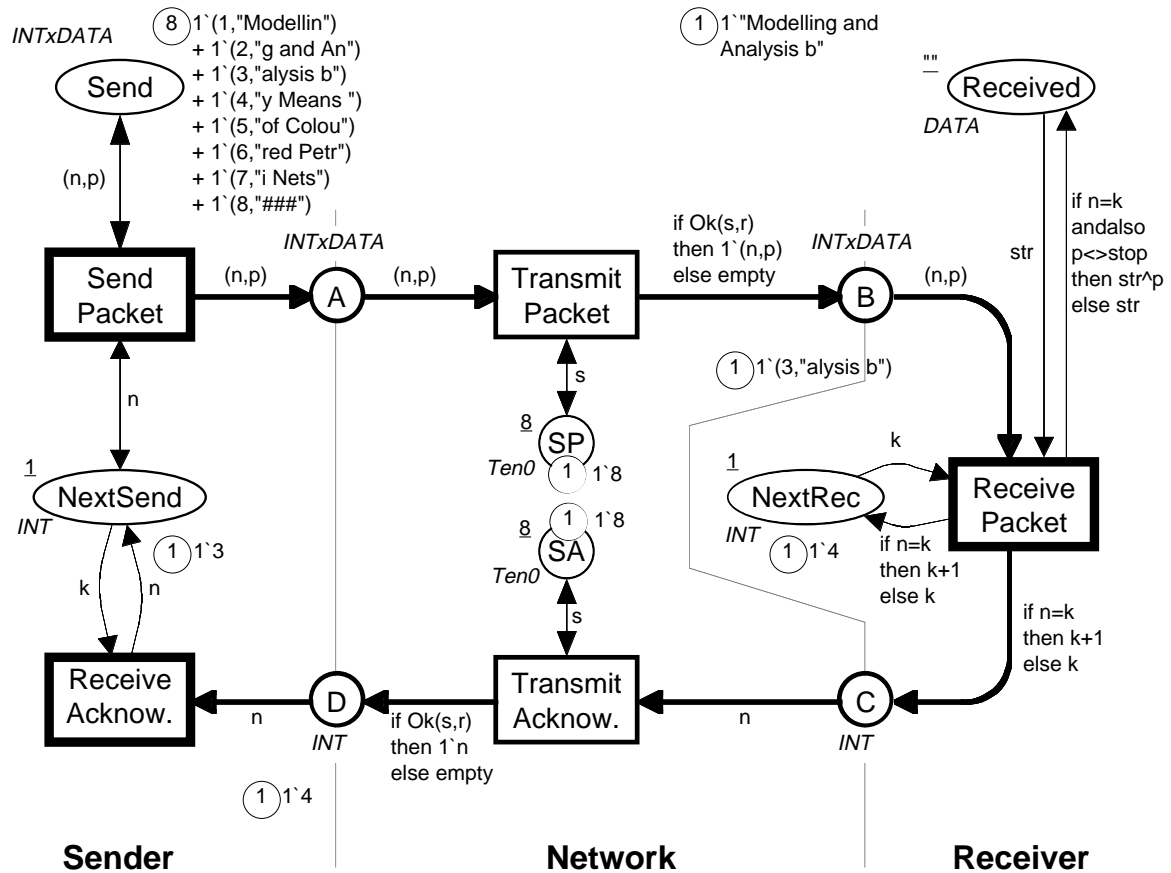 INTxDATA
Send
8
1`(1,"Modellin")
+ 1`(2,"g and An")
+ 1`(3,"alysis b")
+ 1`(4,"y Means ")
+ 1`(5,"of Colou")
+ 1`(6,"red Petr")
+ 1`(7,"i Nets")
+ 1`(8,"###")
1
1`"Modelling and
Analysis b"
""
Received
DATA
(n,p)
str
if n=k
andalso
p<>stop
then str^p
else str
Send
Packet
(n,p)
INTxDATA
A
(n,p)
Transmit
Packet
if Ok(s,r)
then 1`(n,p)
else empty
INTxDATA
B
(n,p)
n
s
1
1`(3,"alysis b")
8
SP
Ten0
1
1`8
1
NextSend
INT
1
1`3
8
SA
Ten0
1
1`8
1
NextRec
INT
1
1`4
k
if n=k
then k+1
else k
Receive
Packet
k
n
s
if n=k
then k+1
else k
Receive
Acknow.
n
D
INT
if Ok(s,r)
then 1`n
else empty
Transmit
Acknow.
n
C
INT
1
1`4
Sender
Network
Receiver